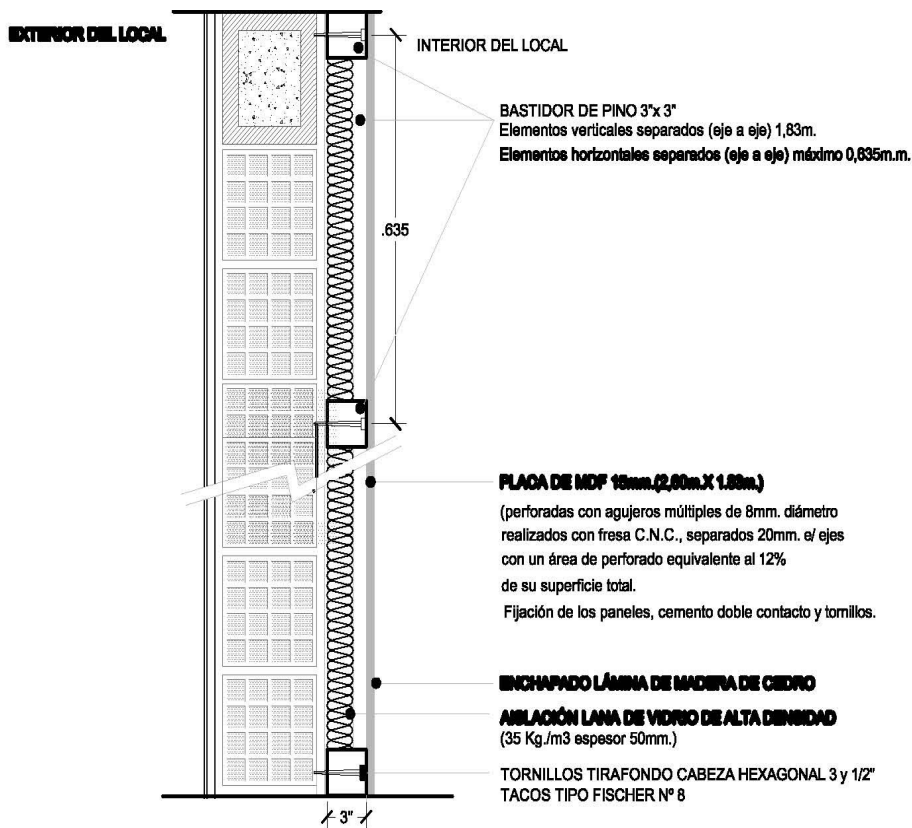 EXTERIOR DEL LOCAL
INTERIOR DEL LOCAL
BASTIDOR DE PINO 3"x 3"
Elementos verticales separados (eje a eje) 1,83m.
Elementos horizontales separados (eje a eje) máximo 0,635m.m.
.635
PLACA DE MDF 15mm.(2,60m.X 1.83m.)
(perforadas con agujeros múltiples de 8mm. diámetro
realizados con fresa C.N.C., separados 20mm. e/ ejes
con un área de perforado equivalente al 12%
de su superficie total.
Fijación de los paneles, cemento doble contacto y tornillos.
ENCHAPADO LÁMINA DE MADERA DE CEDRO
AISLACIÓN LANA DE VIDRIO DE ALTA DENSIDAD
(35 Kg./m3 espesor 50mm.)
TORNILLOS TIRAFONDO CABEZA HEXAGONAL 3 y 1/2"
TACOS TIPO FISCHER Nº 8
3"